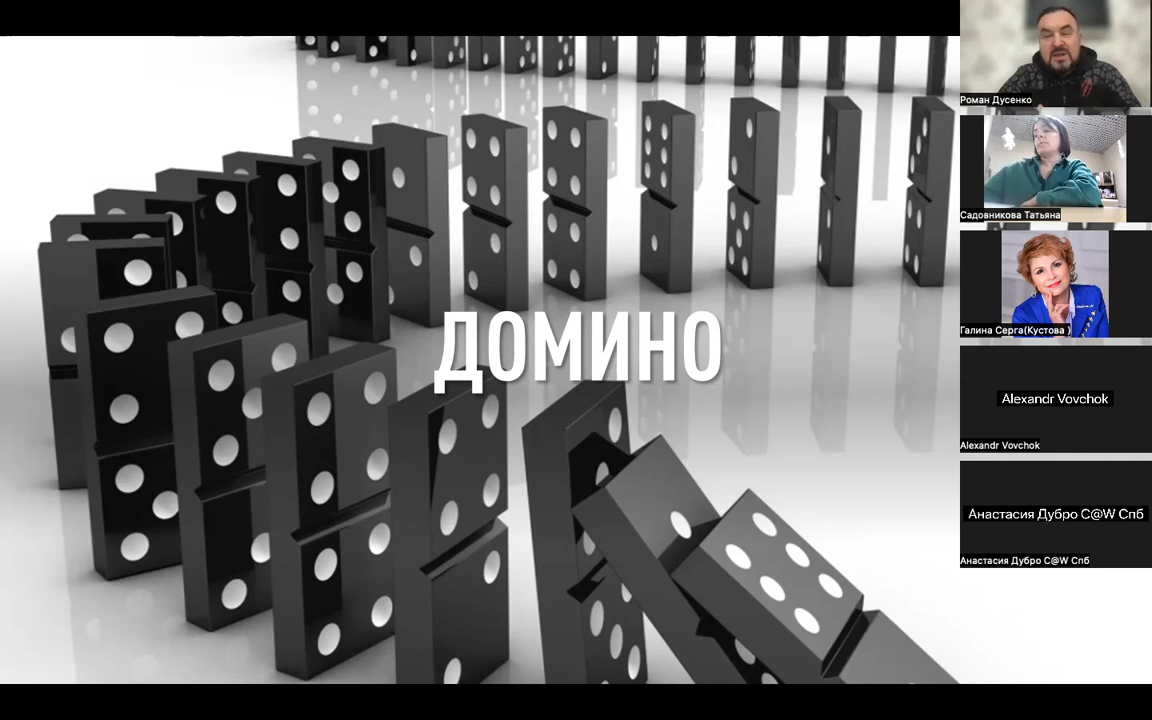 ДОМИНО
Роман Дусенко
Садовникова Татьяна
Галина Серга(Кустова )
Alexandr Vovchok
Alexandr Vovchok
Анастасия Дубро C@W Спб
Анастасия Дубро C@W Спб